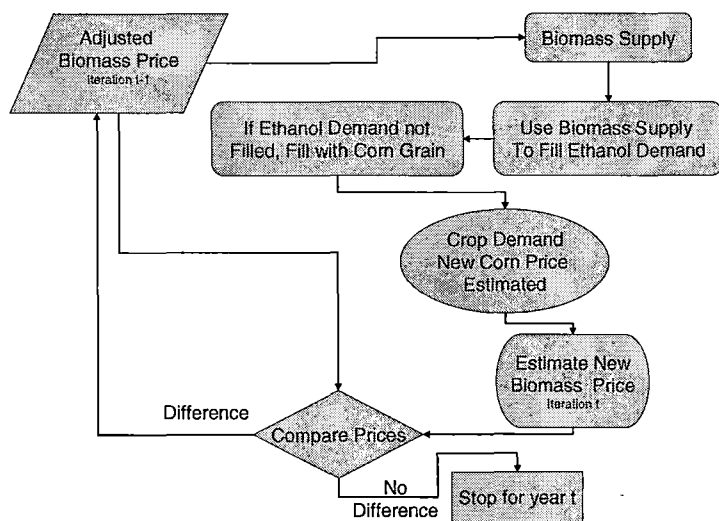 Adjusted
Biomass Price
Iteration t-1
Biomass Supply
If Ethanol Demand not
Filled, Fill with Corn Grain
Use Biomass Supply
To Fill Ethanol Demand
Crop Demand
New Corn Price
Estimated
Estimate New
Biomass Price
Iteration t
Difference
Compare Prices
No
Difference
Stop for year t